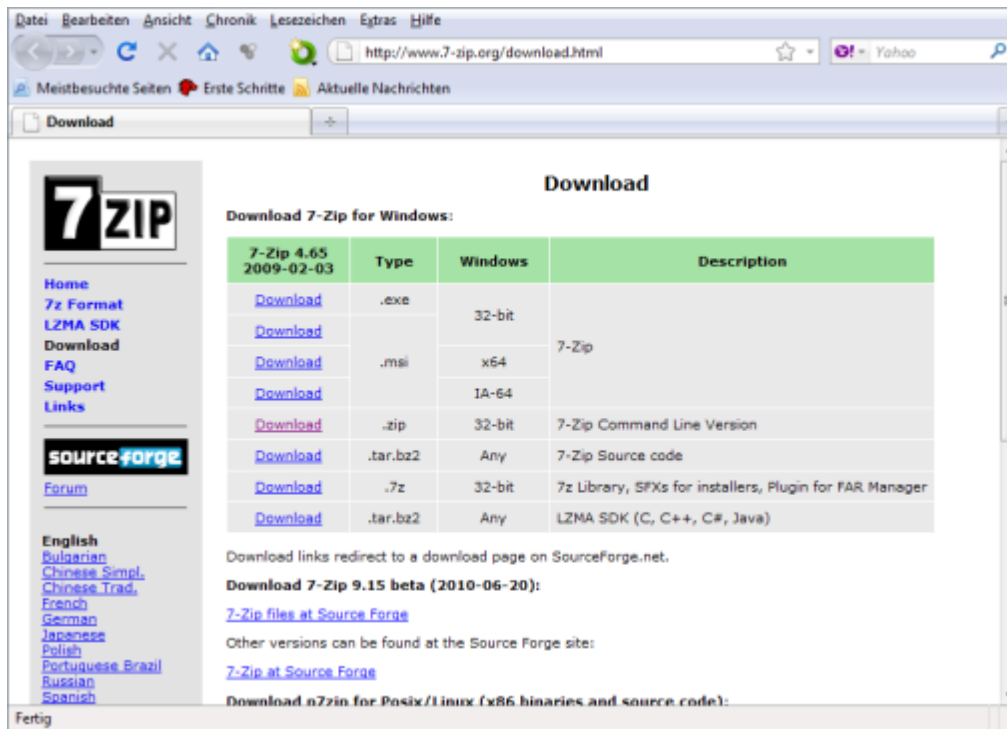 Datei Bearbeiten Ansicht Chronik Lesezeichen Extras Hilfe
http://www.7-zip.org/download.html
Yahoo
Meistbesuchte Seiten Erste Schritte Aktuelle Nachrichten
Download
7ZIP
Home
7z Format
LZMA SDK
Download
FAQ
Support
Links
sourceforge
Forum
English
Bulgarian
Chinese Simpl.
Chinese Trad.
French
German
Japanese
Polish
Portuguese Brazil
Russian
Spanish
Download
Download 7-Zip for Windows:
7-Zip 4.65
2009-02-03 Type Windows Description
Download .exe 32-bit 7-Zip
Download .msi
Download x64
Download IA-64
Download .zip 32-bit 7-Zip Command Line Version
Download .tar.bz2 Any 7-Zip Source code
Download .7z 32-bit 7z Library, SFXs for installers, Plugin for FAR Manager
Download .tar.bz2 Any LZMA SDK (C, C++, C#, Java)
Download links redirect to a download page on SourceForge.net.
Download 7-Zip 9.15 beta (2010-06-20):
7-Zip files at Source Forge
Other versions can be found at the Source Forge site:
7-Zip at Source Forge
Download p7zip for Posix/Linux (x86 binaries and source code):
Fertig